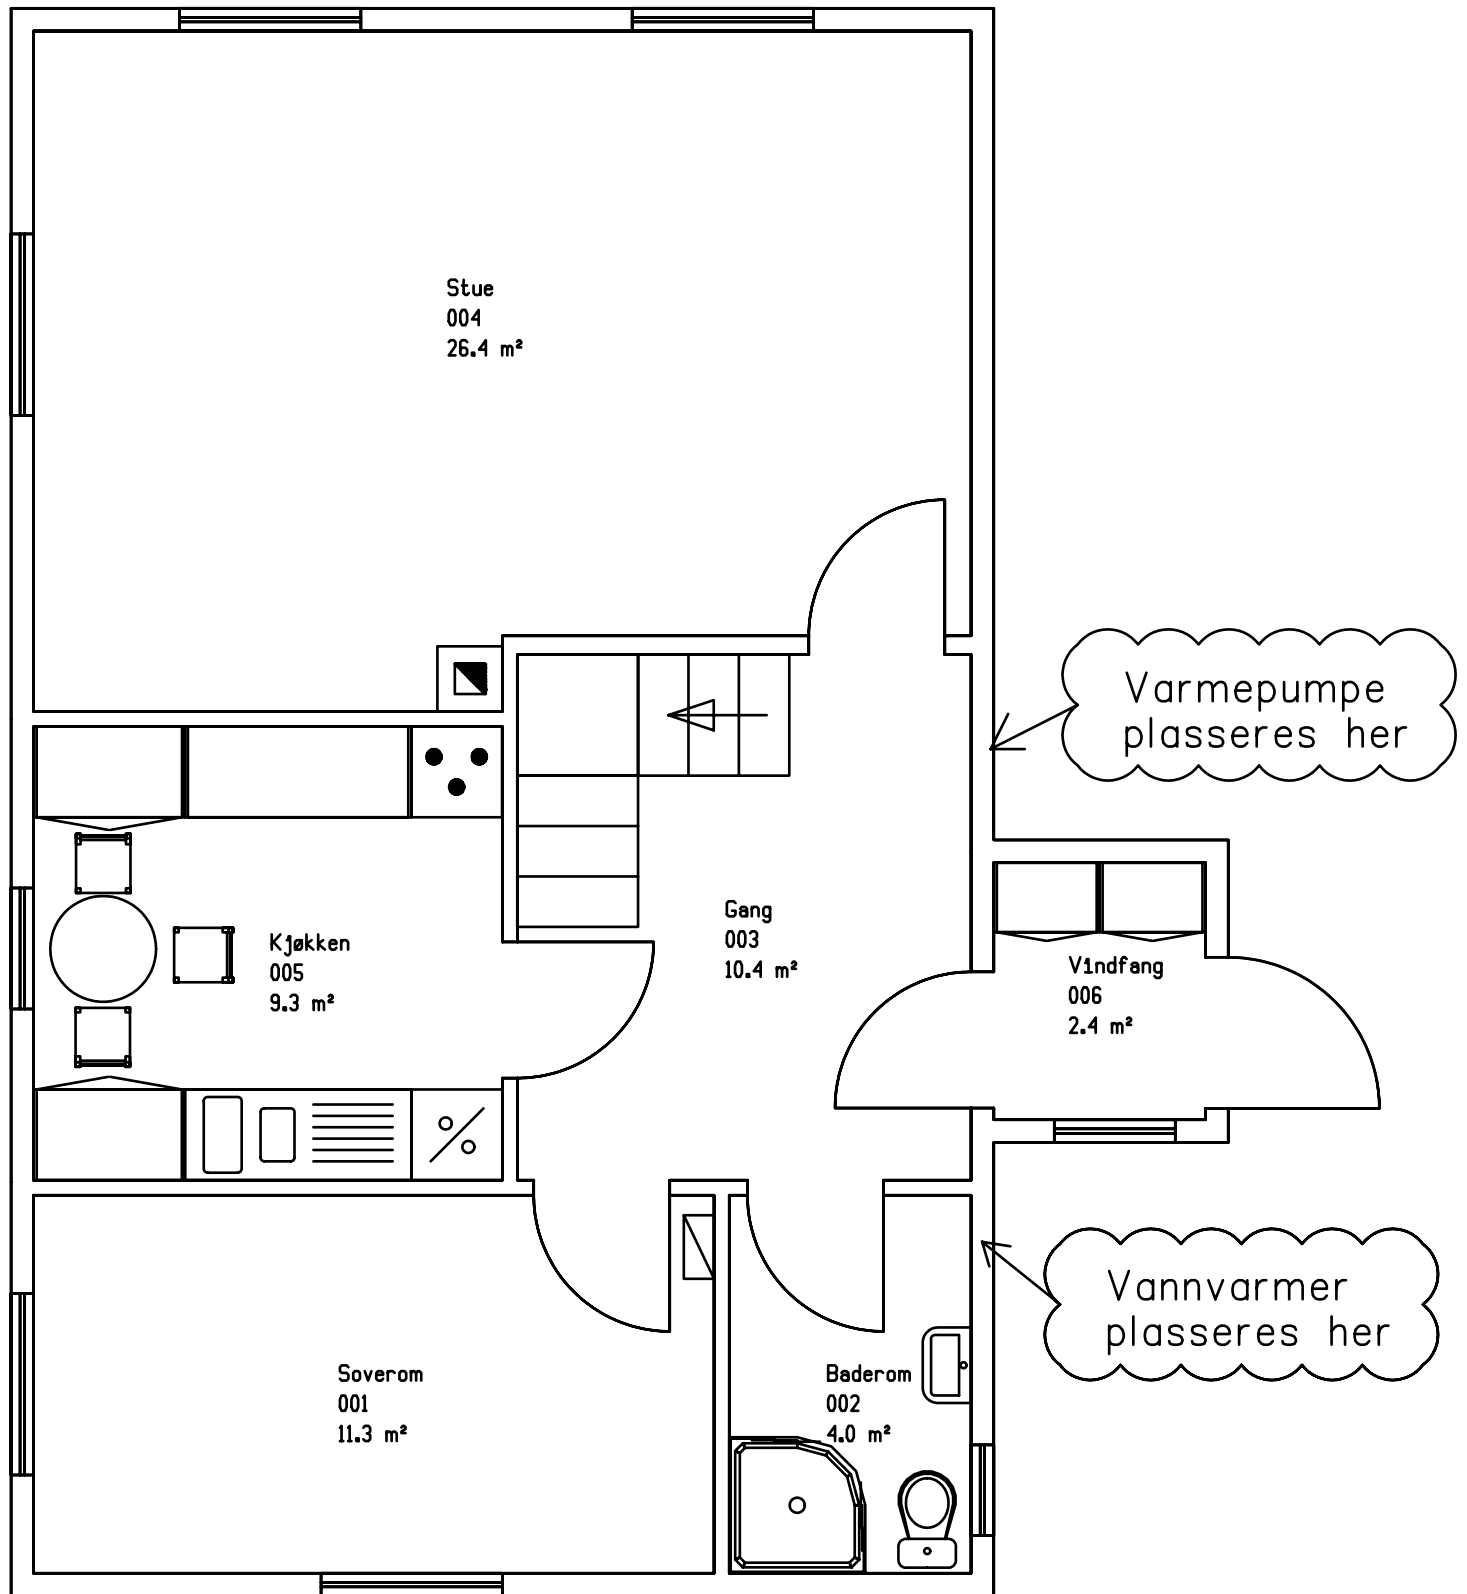 Stue
004
26.4 m²
Varmepumpe
plasseres her
Gang
003
10.4 m²
Kjøkken
005
9.3 m²
Vindfang
006
2.4 m²
Vannvarmer
plasseres her
Soverom
001
11.3 m²
Baderom
002
4.0 m²